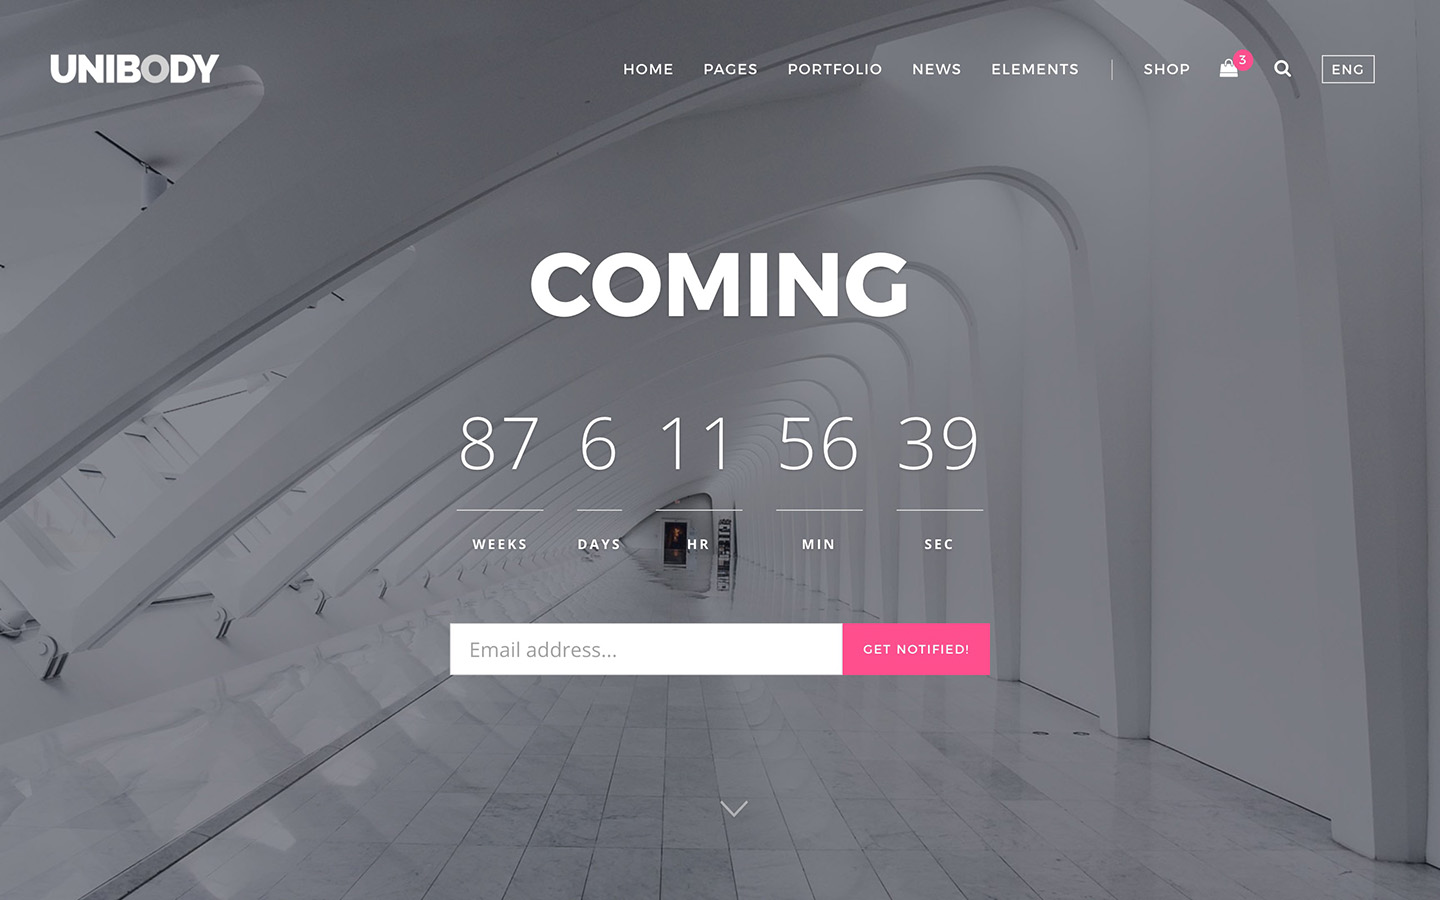 UNIBODY
HOME PAGES PORTFOLIO NEWS ELEMENTS SHOP 3 ENG
COMING
87 6 11 56 39
WEEKS DAYS HR MIN SEC
Email address... GET NOTIFIED!